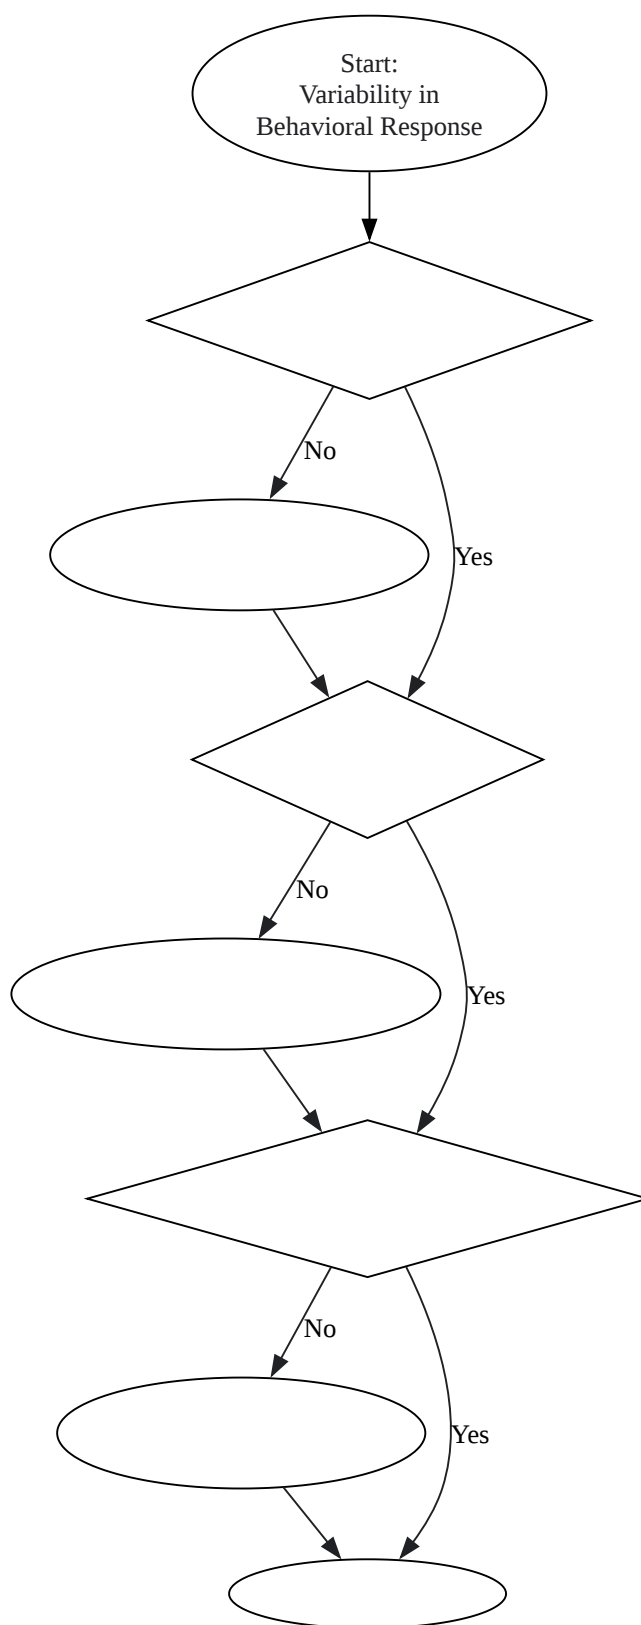 Start:
Variability in
Behavioral Response
No
Yes
No
Yes
No
Yes